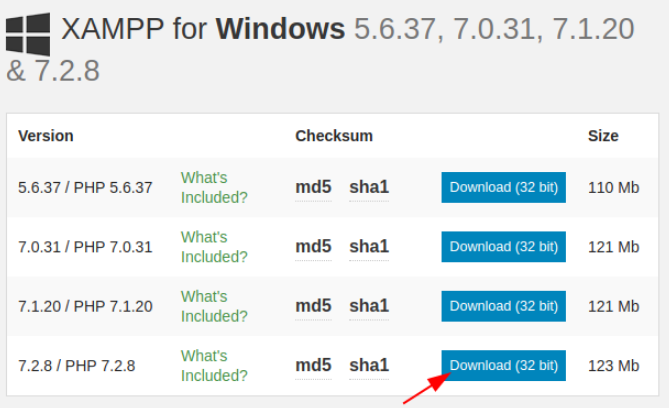 XAMPP for Windows 5.6.37, 7.0.31, 7.1.20
& 7.2.8
Version Checksum Size
5.6.37 / PHP 5.6.37 What's Included? md5 sha1 Download (32 bit) 110 Mb
7.0.31 / PHP 7.0.31 What's Included? md5 sha1 Download (32 bit) 121 Mb
7.1.20 / PHP 7.1.20 What's Included? md5 sha1 Download (32 bit) 121 Mb
7.2.8 / PHP 7.2.8 What's Included? md5 sha1 Download (32 bit) 123 Mb